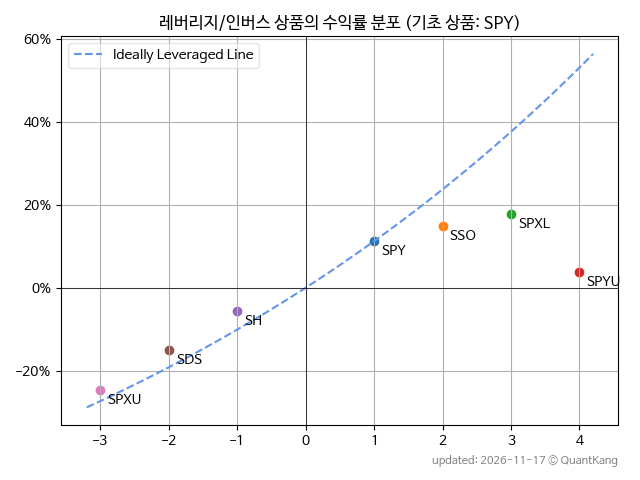 레버리지/인버스 상품의 수익률 분포 (기초 상품: SPY)
60%
40%
20%
0%
−20%
Ideally Leveraged Line
SPXU
SDS
SH
SPY
SSO
SPXL
SPYU
−3
−2
−1
0
1
2
3
4
updated: 2026−11−17 © QuantKang